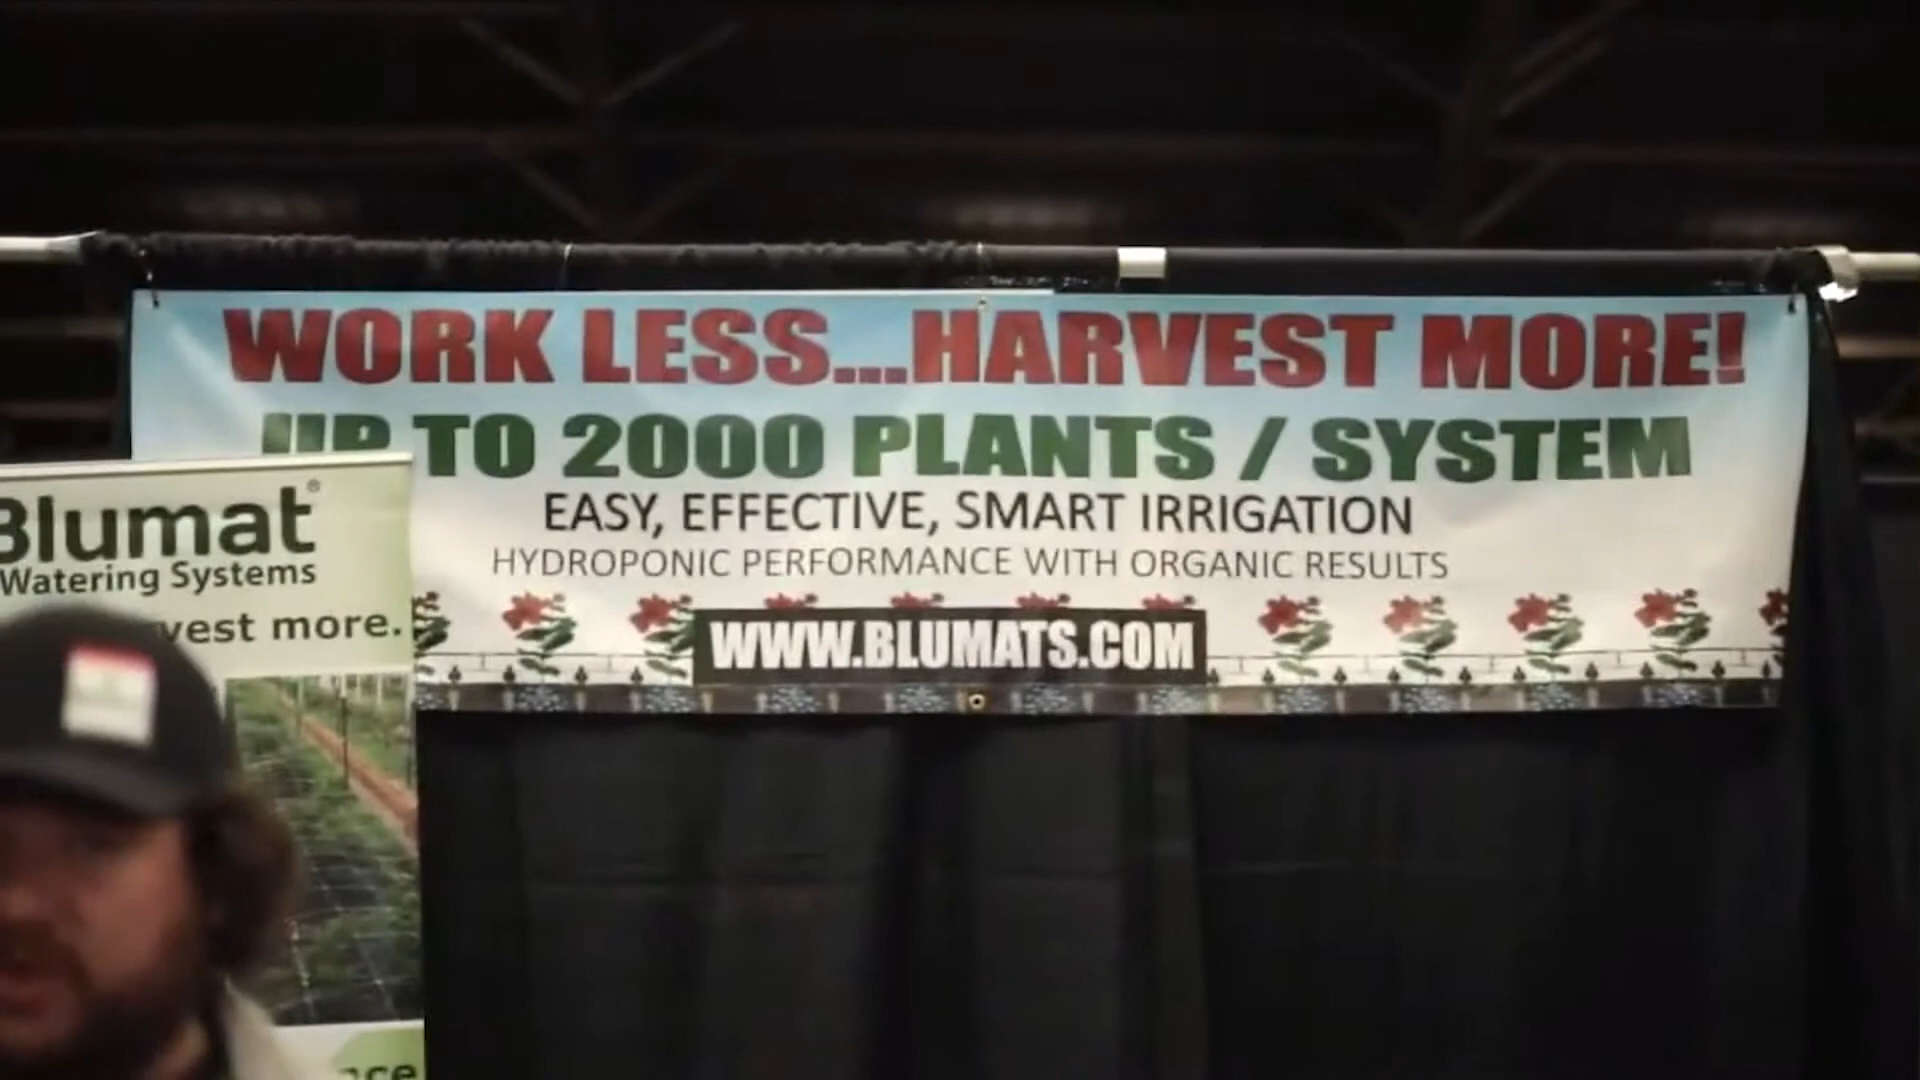 WORK LESS...HARVEST MORE!
UP TO 2000 PLANTS / SYSTEM
EASY, EFFECTIVE, SMART IRRIGATION
HYDROPONIC PERFORMANCE WITH ORGANIC RESULTS
WWW.BLUMATS.COM
Blumat®
Watering Systems
more.